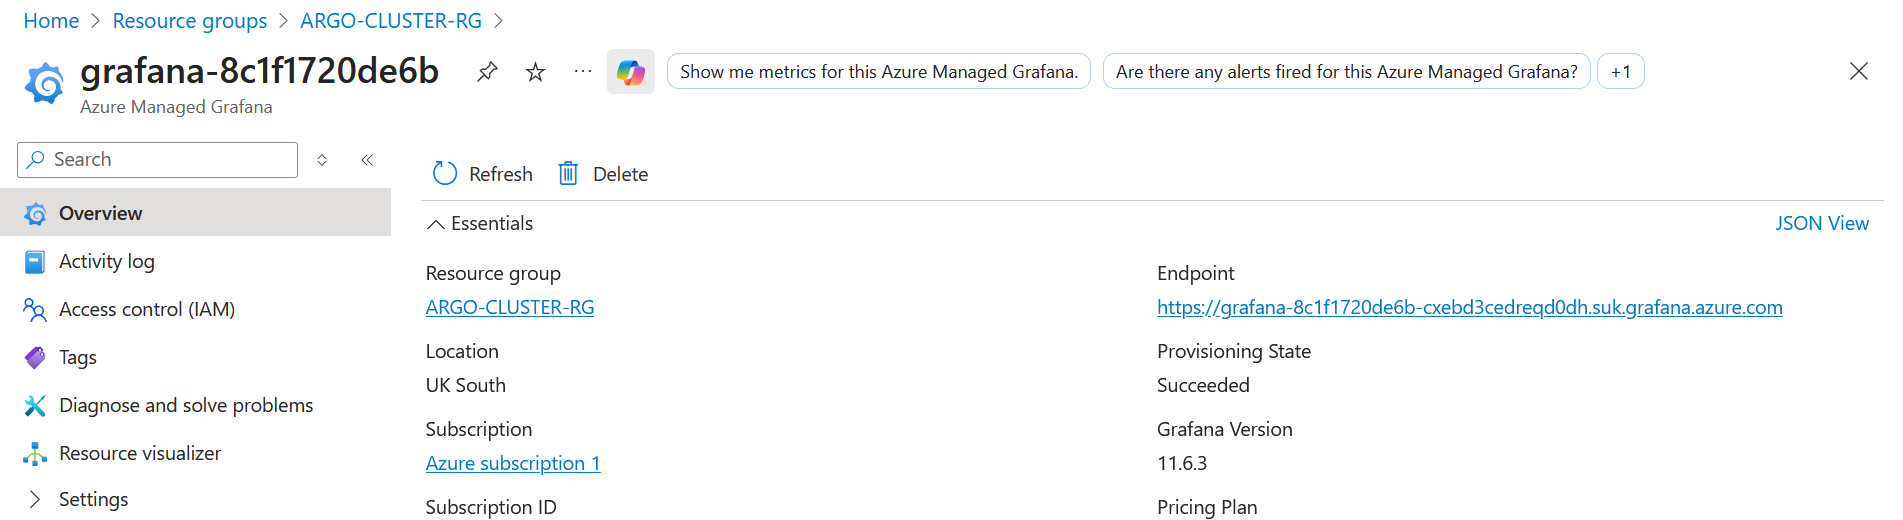 Home > Resource groups > ARGO-CLUSTER-RG >
grafana-8c1f1720de6b
Show me metrics for this Azure Managed Grafana.
Are there any alerts fired for this Azure Managed Grafana?
+1
Azure Managed Grafana
Search
Overview
Activity log
Access control (IAM)
Tags
Diagnose and solve problems
Resource visualizer
Settings
Refresh
Delete
Essentials
JSON View
Resource group
ARGO-CLUSTER-RG
Location
UK South
Subscription
Azure subscription 1
Subscription ID
Endpoint
https://grafana-8c1f1720de6b-cxebd3cedreqd0dh.suk.grafana.azure.com
Provisioning State
Succeeded
Grafana Version
11.6.3
Pricing Plan